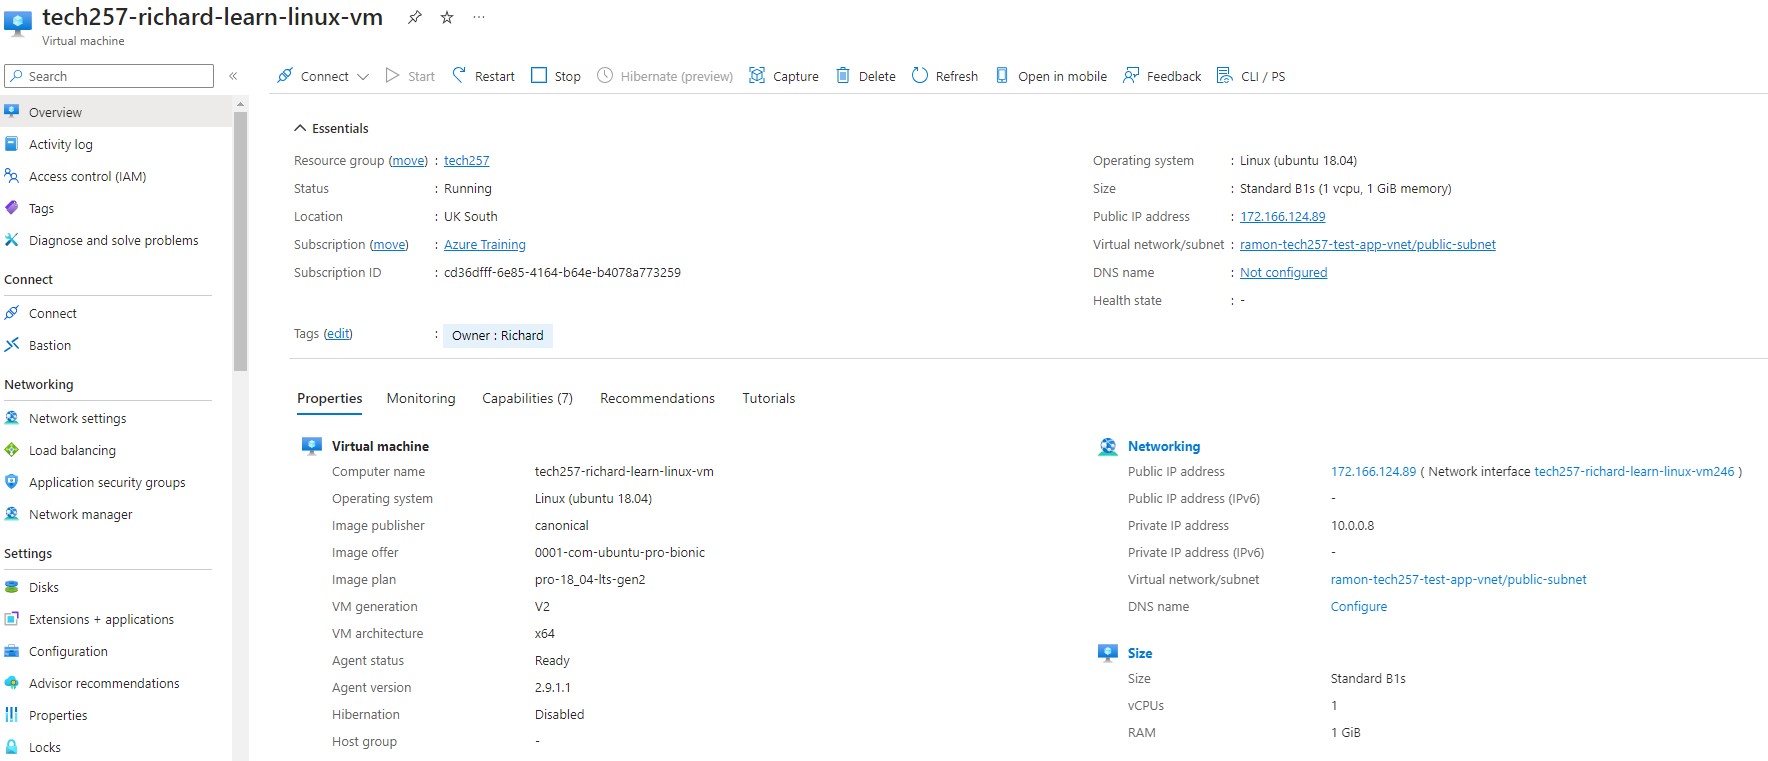 tech257-richard-learn-linux-vm
Virtual machine
Search
Overview
Activity log
Access control (IAM)
Tags
Diagnose and solve problems
Connect
Connect
Bastion
Networking
Network settings
Load balancing
Application security groups
Network manager
Settings
Disks
Extensions + applications
Configuration
Advisor recommendations
Properties
Locks
Connect Start Restart Stop Hibernate (preview) Capture Delete Refresh Open in mobile Feedback CLI / PS
Essentials
Resource group (move) : tech257
Status : Running
Location : UK South
Subscription (move) : Azure Training
Subscription ID : cd36dfff-6e85-4164-b64e-b4078a773259
Operating system : Linux (ubuntu 18.04)
Size : Standard B1s (1 vcpu, 1 GiB memory)
Public IP address : 172.166.124.89
Virtual network/subnet : ramon-tech257-test-app-vnet/public-subnet
DNS name : Not configured
Health state : -
Tags (edit) : Owner : Richard
Properties Monitoring Capabilities (7) Recommendations Tutorials
Virtual machine
Computer name tech257-richard-learn-linux-vm
Operating system Linux (ubuntu 18.04)
Image publisher canonical
Image offer 0001-com-ubuntu-pro-bionic
Image plan pro-18_04-lts-gen2
VM generation V2
VM architecture x64
Agent status Ready
Agent version 2.9.1.1
Hibernation Disabled
Host group -
Networking
Public IP address 172.166.124.89 ( Network interface tech257-richard-learn-linux-vm246 )
Public IP address (IPv6) -
Private IP address 10.0.0.8
Private IP address (IPv6) -
Virtual network/subnet ramon-tech257-test-app-vnet/public-subnet
DNS name Configure
Size
Size Standard B1s
vCPUs 1
RAM 1 GiB